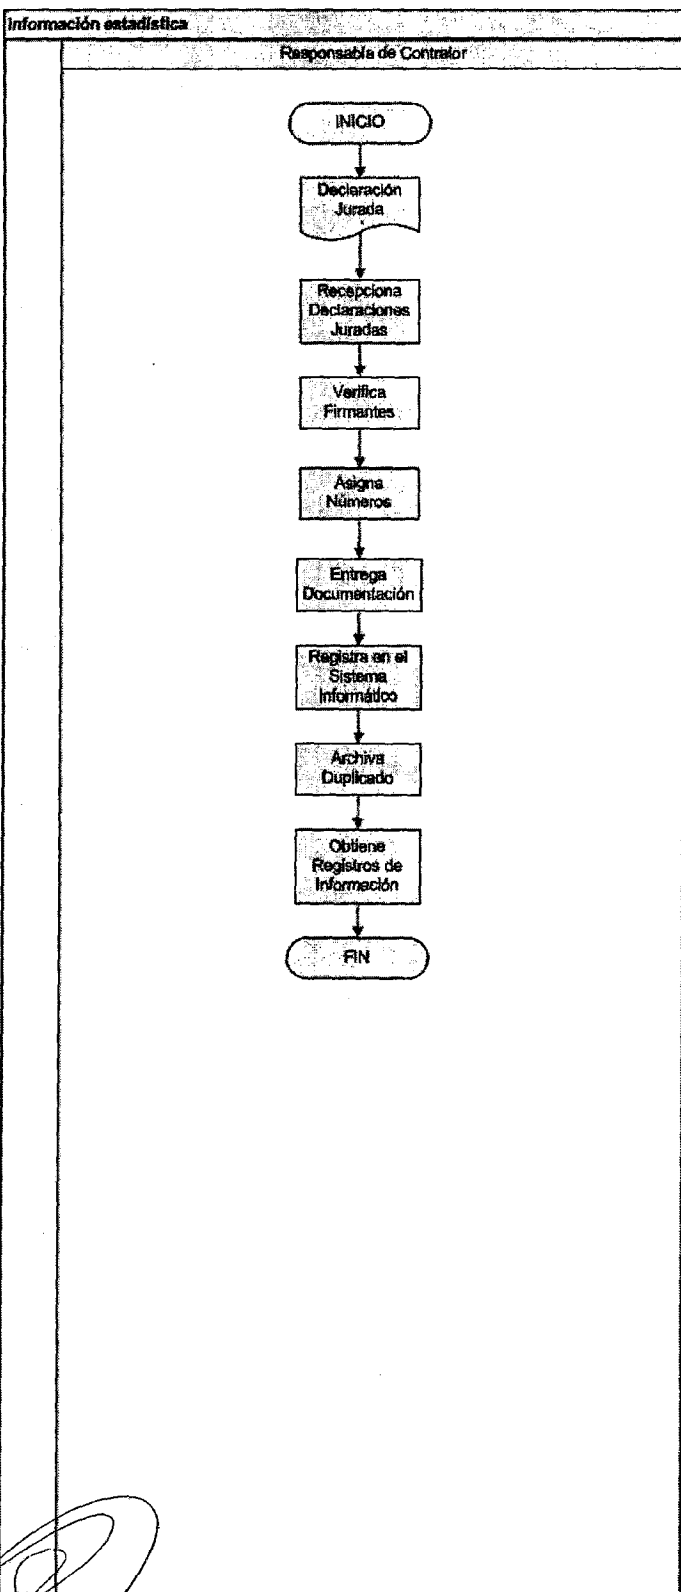 Información estadística
Responsable de Contralor
INICIO
Declaración
Jurada
Recepciona
Declaraciones
Juradas
Verifica
Firmantes
Asigna
Números
Entrega
Documentación
Registra en el
Sistema
Informático
Archiva
Duplicado
Obtiene
Registros de
Información
FIN